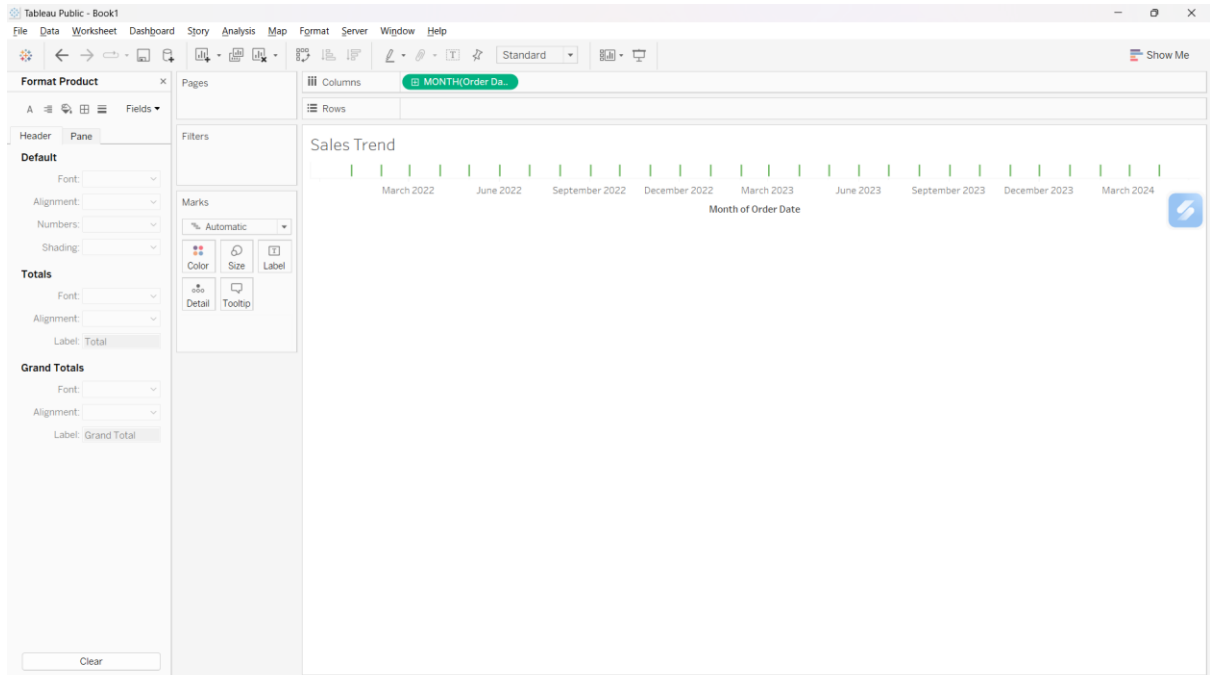 Tableau Public - Book1
File Data Worksheet Dashboard Story Analysis Map Format Server Window Help
Standard
Show Me
Format Product
Fields
Header Pane
Default
Font:
Alignment:
Numbers:
Shading:
Totals
Font:
Alignment:
Label: Total
Grand Totals
Font:
Alignment:
Label: Grand Total
Clear
Pages
Filters
Marks
Automatic
Color Size Label
Detail Tooltip
Columns MONTH(Order Da..
Rows
Sales Trend
March 2022 June 2022 September 2022 December 2022 March 2023 June 2023 September 2023 December 2023 March 2024
Month of Order Date